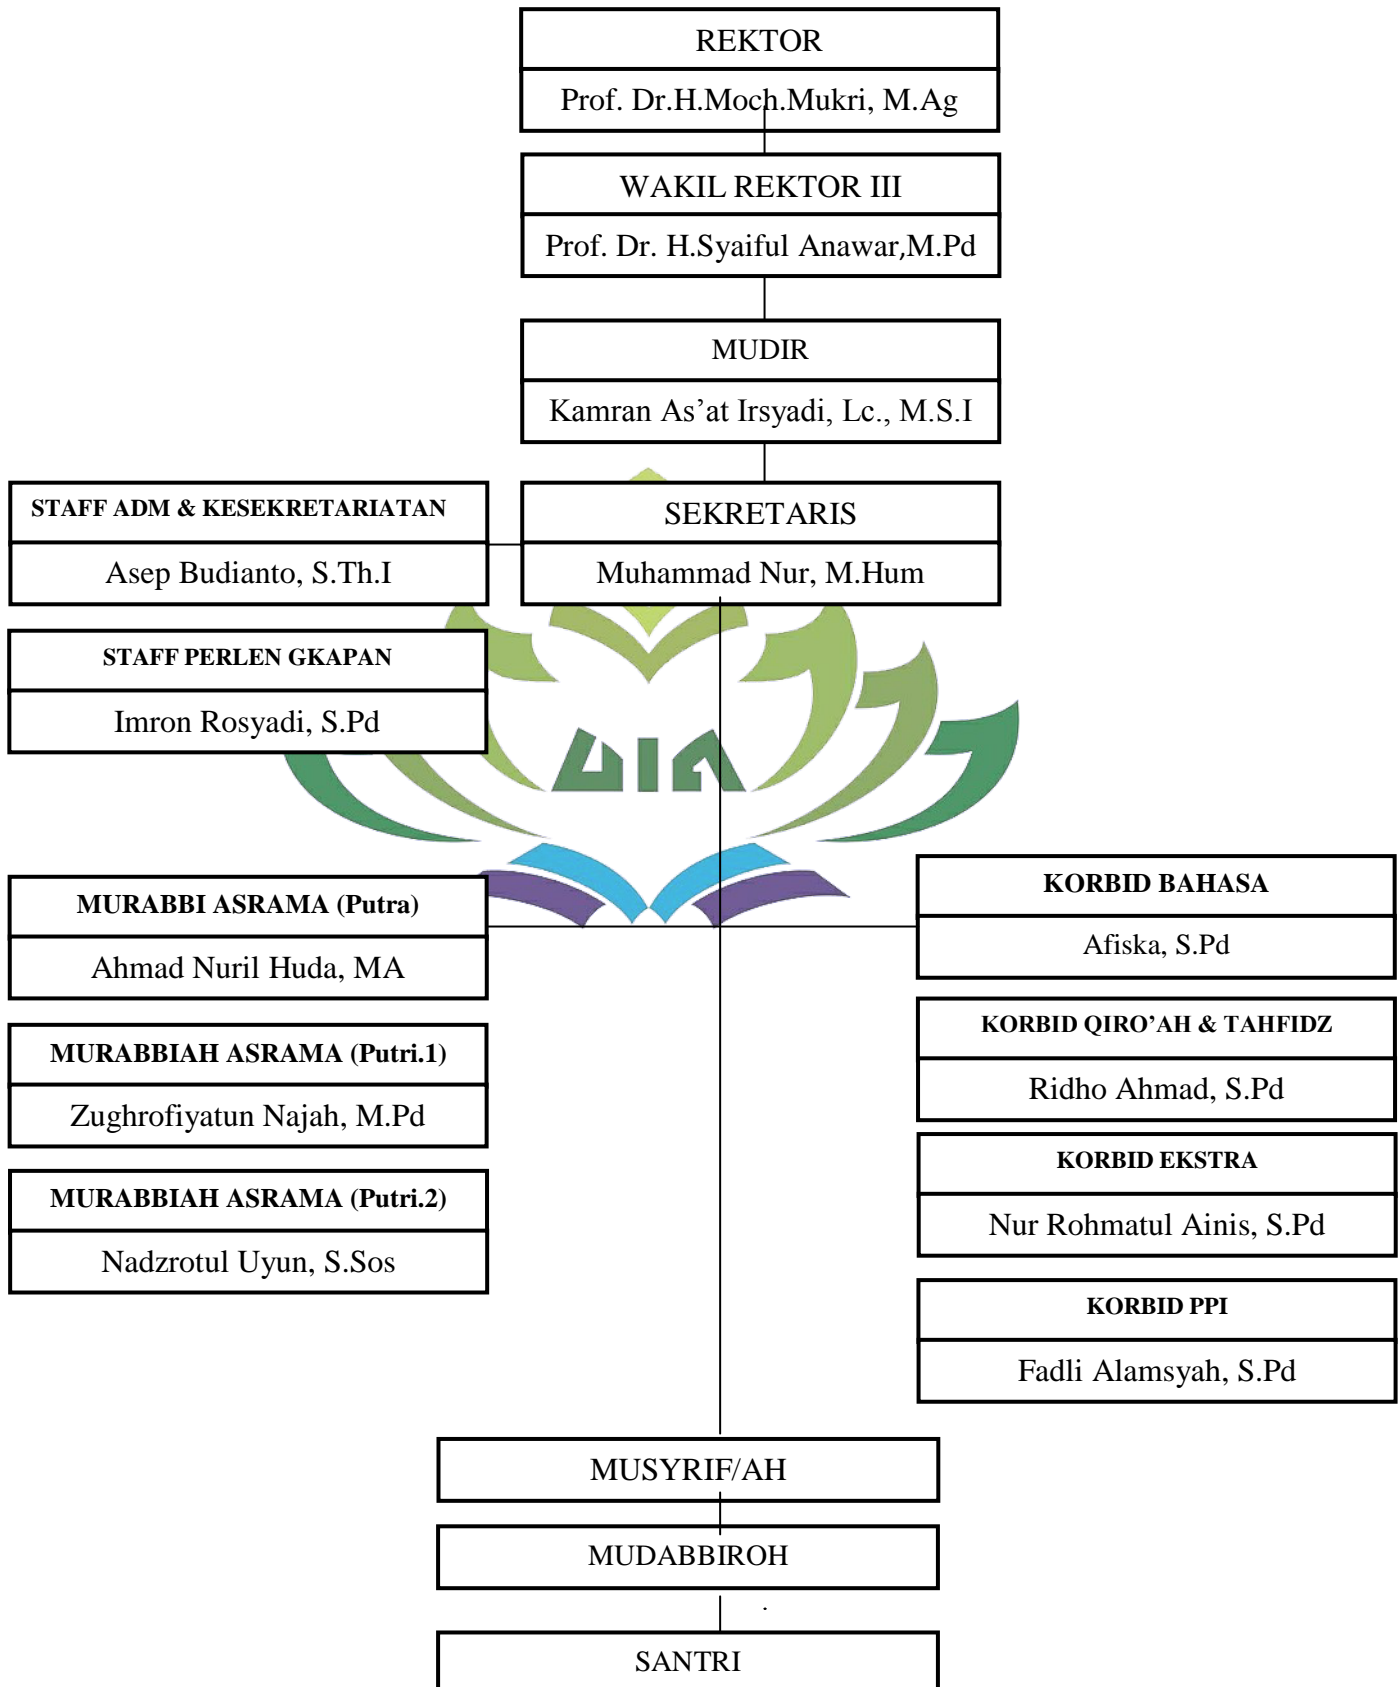 REKTOR
Prof. Dr.H.Moch.Mukri, M.Ag
WAKIL REKTOR III
Prof. Dr. H.Syaiful Anawar,M.Pd
MUDIR
Kamran As’at Irsyadi, Lc., M.S.I
STAFF ADM & KESEKRETARIATAN
Asep Budianto, S.Th.I
SEKRETARIS
Muhammad Nur, M.Hum
STAFF PERLEN GKAPAN
Imron Rosyadi, S.Pd
UIN
MURABBI ASRAMA (Putra)
Ahmad Nuril Huda, MA
MURABBIAH ASRAMA (Putri.1)
Zughrofiyatun Najah, M.Pd
MURABBIAH ASRAMA (Putri.2)
Nadzrotul Uyun, S.Sos
KORBID BAHASA
Afiska, S.Pd
KORBID QIRO’AH & TAHFIDZ
Ridho Ahmad, S.Pd
KORBID EKSTRA
Nur Rohmatul Ainis, S.Pd
KORBID PPI
Fadli Alamsyah, S.Pd
MUSYRIF/AH
MUDABBIROH
.
SANTRI